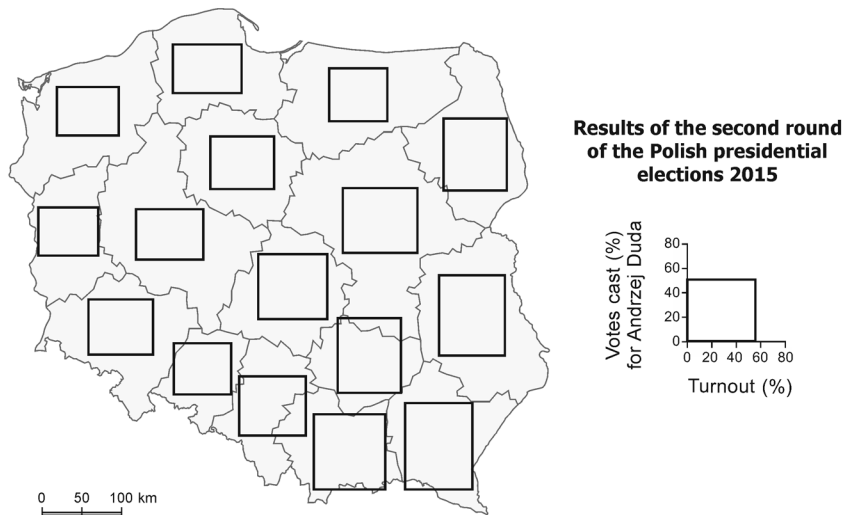 Results of the second round
of the Polish presidential
elections 2015
Votes cast (%)
for Andrzej Duda
80
60
40
20
0
0 20 40 60 80
Turnout (%)
0 50 100 km